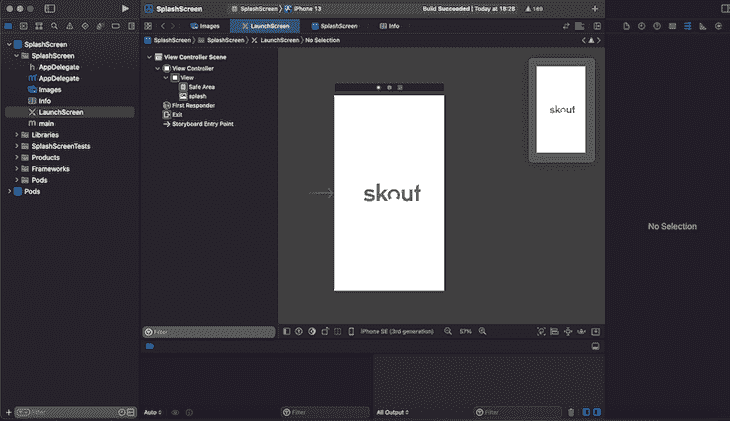 SplashScreen
SplashScreen
iPhone 13
Build Succeeded | Today at 18:28
169
Images
LaunchScreen
SplashScreen
Info
SplashScreen
SplashScreen
LaunchScreen
No Selection
SplashScreen
SplashScreen
AppDelegate
AppDelegate
Images
Info
LaunchScreen
main
Libraries
SplashScreenTests
Products
Frameworks
Pods
Pods
View Controller Scene
View Controller
View
Safe Area
splash
First Responder
Exit
Storyboard Entry Point
skout
skout
No Selection
Filter
iPhone SE (3rd generation)
57%
Filter
Auto
Filter
All Output
Filter